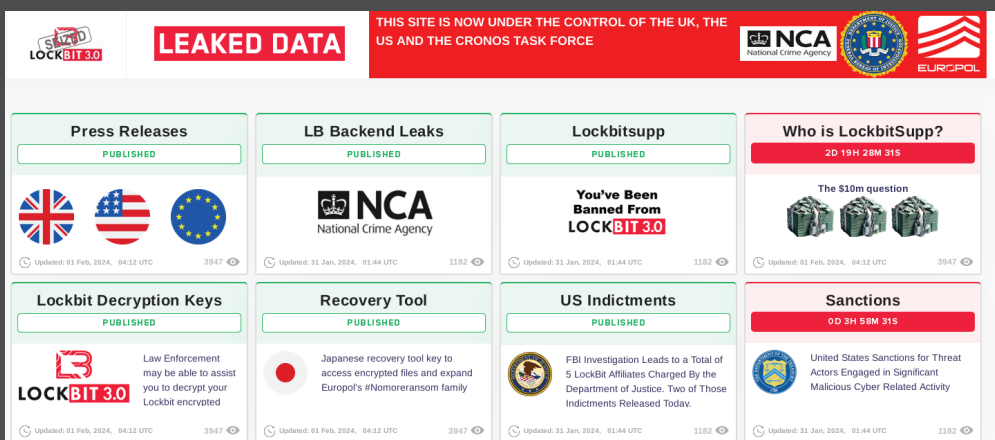 SEIZED
LOCKBIT 3.0
LEAKED DATA
THIS SITE IS NOW UNDER THE CONTROL OF THE UK, THE
US AND THE CRONOS TASK FORCE
NCA
National Crime Agency
EUROPOL
Press Releases
PUBLISHED
Updated: 01 Feb, 2024, 04:12 UTC 3947
LB Backend Leaks
PUBLISHED
NCA
National Crime Agency
Updated: 31 Jan, 2024, 01:44 UTC 1182
Lockbitsupp
PUBLISHED
You've Been
Banned From
LOCKBIT 3.0
Updated: 31 Jan, 2024, 01:44 UTC 1182
Who is LockbitSupp?
2D 19H 28M 31S
The $10m question
Updated: 01 Feb, 2024, 04:12 UTC 3947
Lockbit Decryption Keys
PUBLISHED
LOCKBIT 3.0
Law Enforcement
may be able to assist
you to decrypt your
Lockbit encrypted
Updated: 01 Feb, 2024, 04:12 UTC 3947
Recovery Tool
PUBLISHED
Japanese recovery tool key to
access encrypted files and expand
Europol's #Nomoreransom family
Updated: 01 Feb, 2024, 04:12 UTC 3947
US Indictments
PUBLISHED
FBI Investigation Leads to a Total of
5 LockBit Affiliates Charged By the
Department of Justice. Two of Those
Indictments Released Today.
Updated: 31 Jan, 2024, 01:44 UTC 1182
Sanctions
0D 3H 58M 31S
United States Sanctions for Threat
Actors Engaged in Significant
Malicious Cyber Related Activity
Updated: 31 Jan, 2024, 01:44 UTC 1182